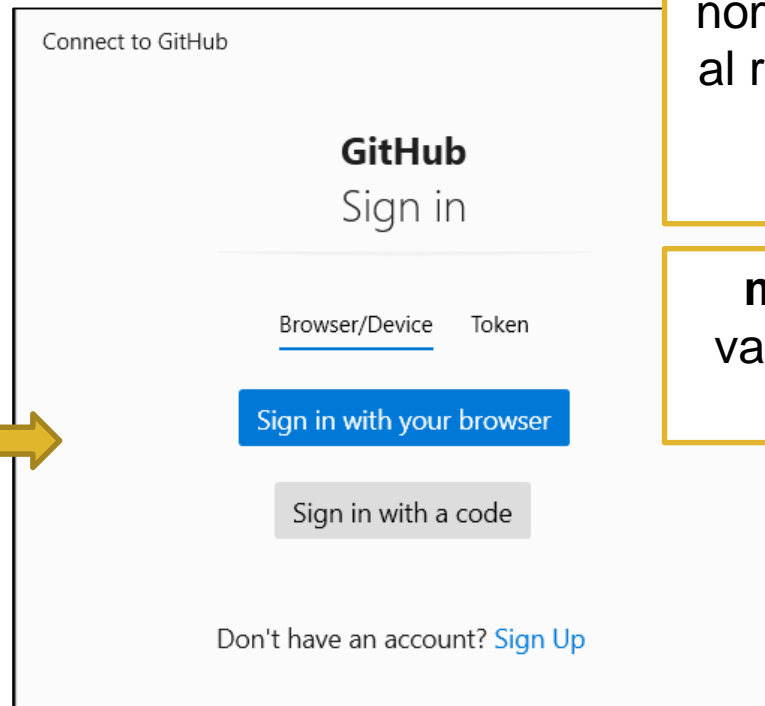 Connect to GitHub
GitHub
Sign in
Browser/Device Token
Sign in with your browser
Sign in with a code
Don't have an account? Sign Up
al